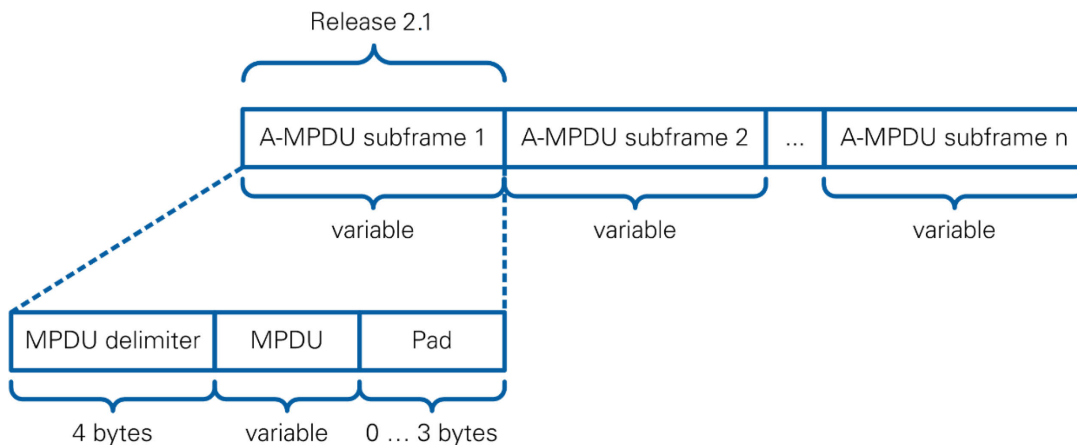 Release 2.1
A-MPDU subframe 1 A-MPDU subframe 2 ... A-MPDU subframe n
variable variable variable
MPDU delimiter MPDU Pad
4 bytes variable 0 ... 3 bytes